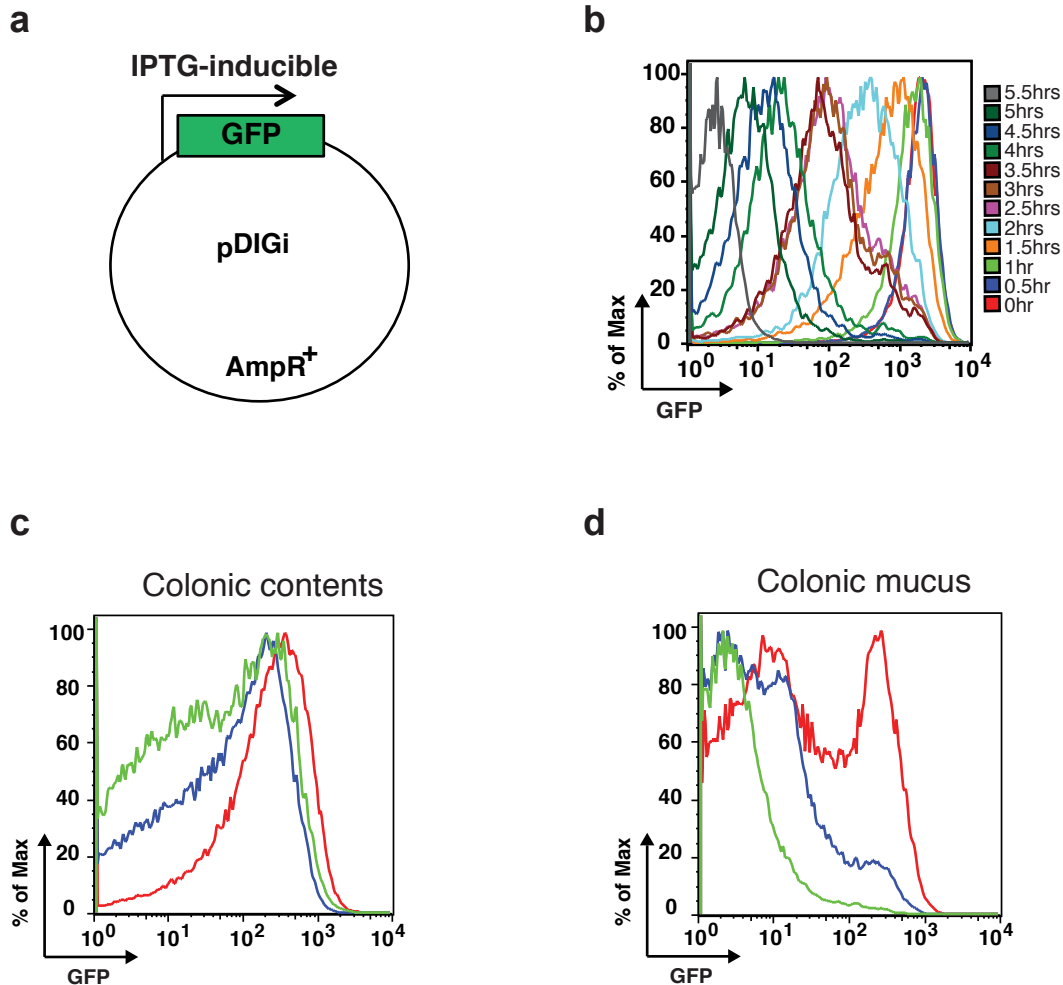 a
IPTG-inducible
GFP
pDIGi
AmpR+
b
100
80
60
40
20
0
% of Max
10^0 10^1 10^2 10^3 10^4
GFP
5.5hrs
5hrs
4.5hrs
4hrs
3.5hrs
3hrs
2.5hrs
2hrs
1.5hrs
1hr
0.5hr
0hr
c
Colonic contents
100
80
60
40
20
0
% of Max
10^0 10^1 10^2 10^3 10^4
GFP
d
Colonic mucus
100
80
60
40
20
0
% of Max
10^0 10^1 10^2 10^3 10^4
GFP